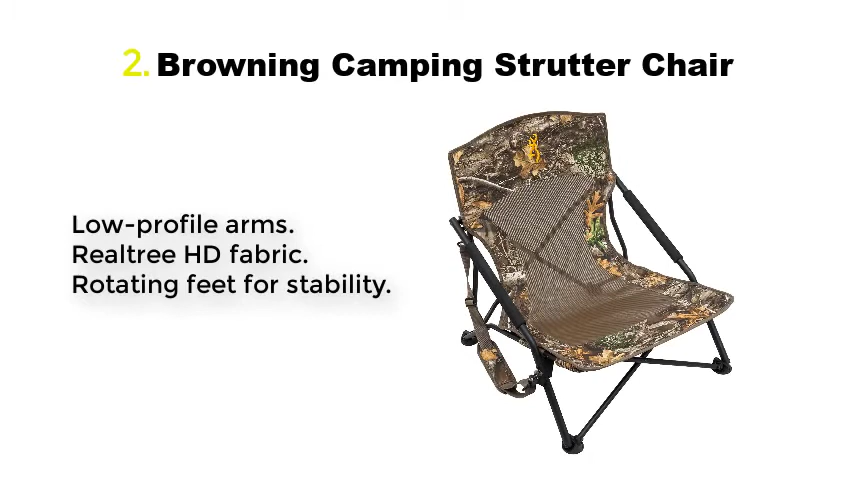 2. Browning Camping Strutter Chair
Low-profile arms.
Realtree HD fabric.
Rotating feet for stability.